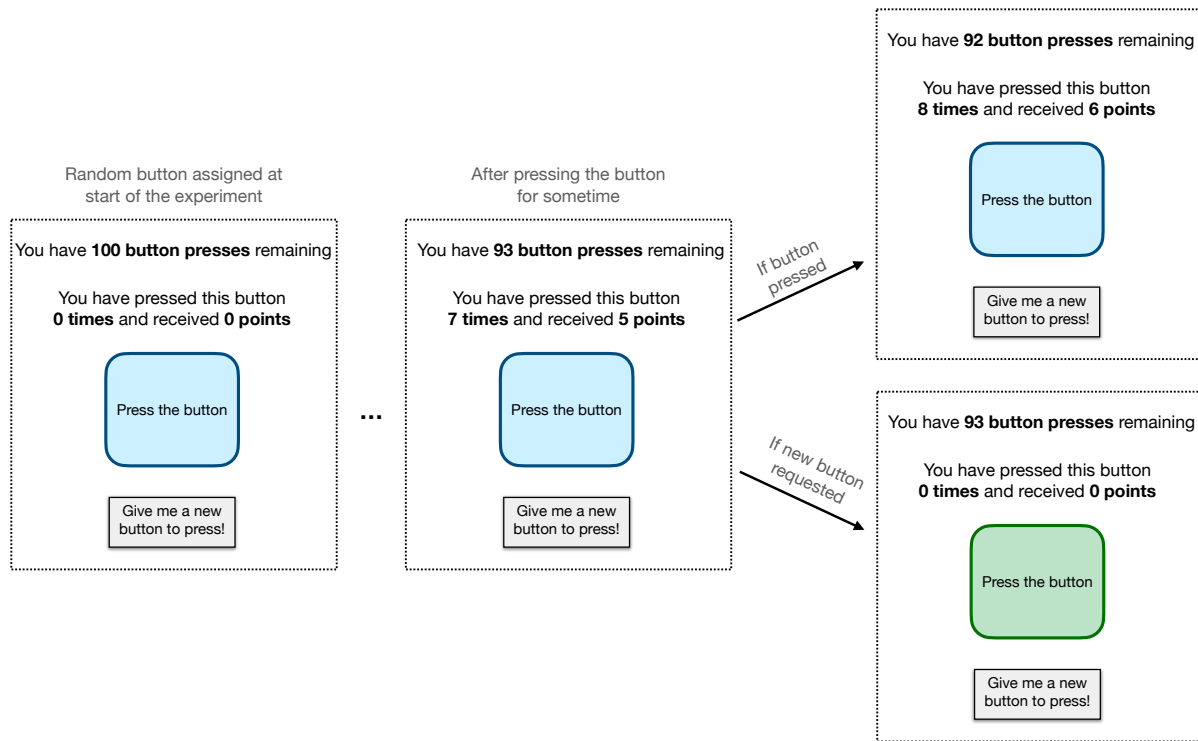 Random button assigned at
start of the experiment
You have 100 button presses remaining
You have pressed this button
0 times and received 0 points
Press the button
Give me a new
button to press!
...
After pressing the button
for sometime
You have 93 button presses remaining
You have pressed this button
7 times and received 5 points
Press the button
Give me a new
button to press!
If button
pressed
You have 92 button presses remaining
You have pressed this button
8 times and received 6 points
Press the button
Give me a new
button to press!
If new button
requested
You have 93 button presses remaining
You have pressed this button
0 times and received 0 points
Press the button
Give me a new
button to press!